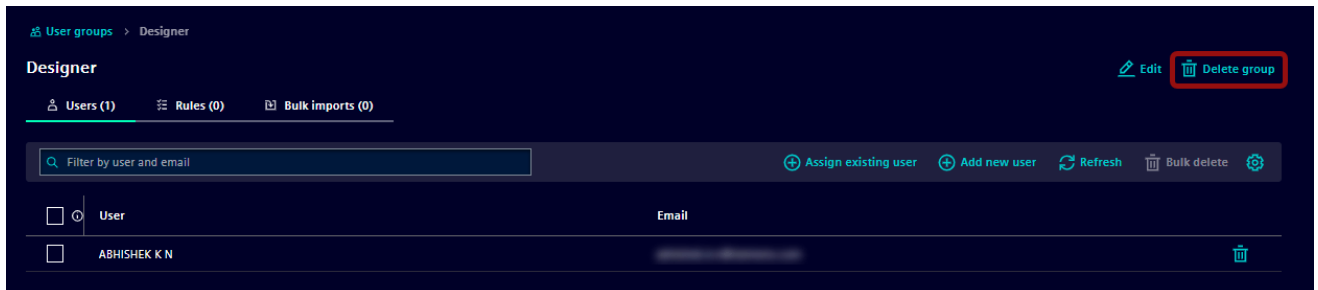 User groups > Designer
Designer
Edit Delete group
Users (1) Rules (0) Bulk imports (0)
Filter by user and email Assign existing user Add new user Refresh Bulk delete
User Email
ABHISHEK K N